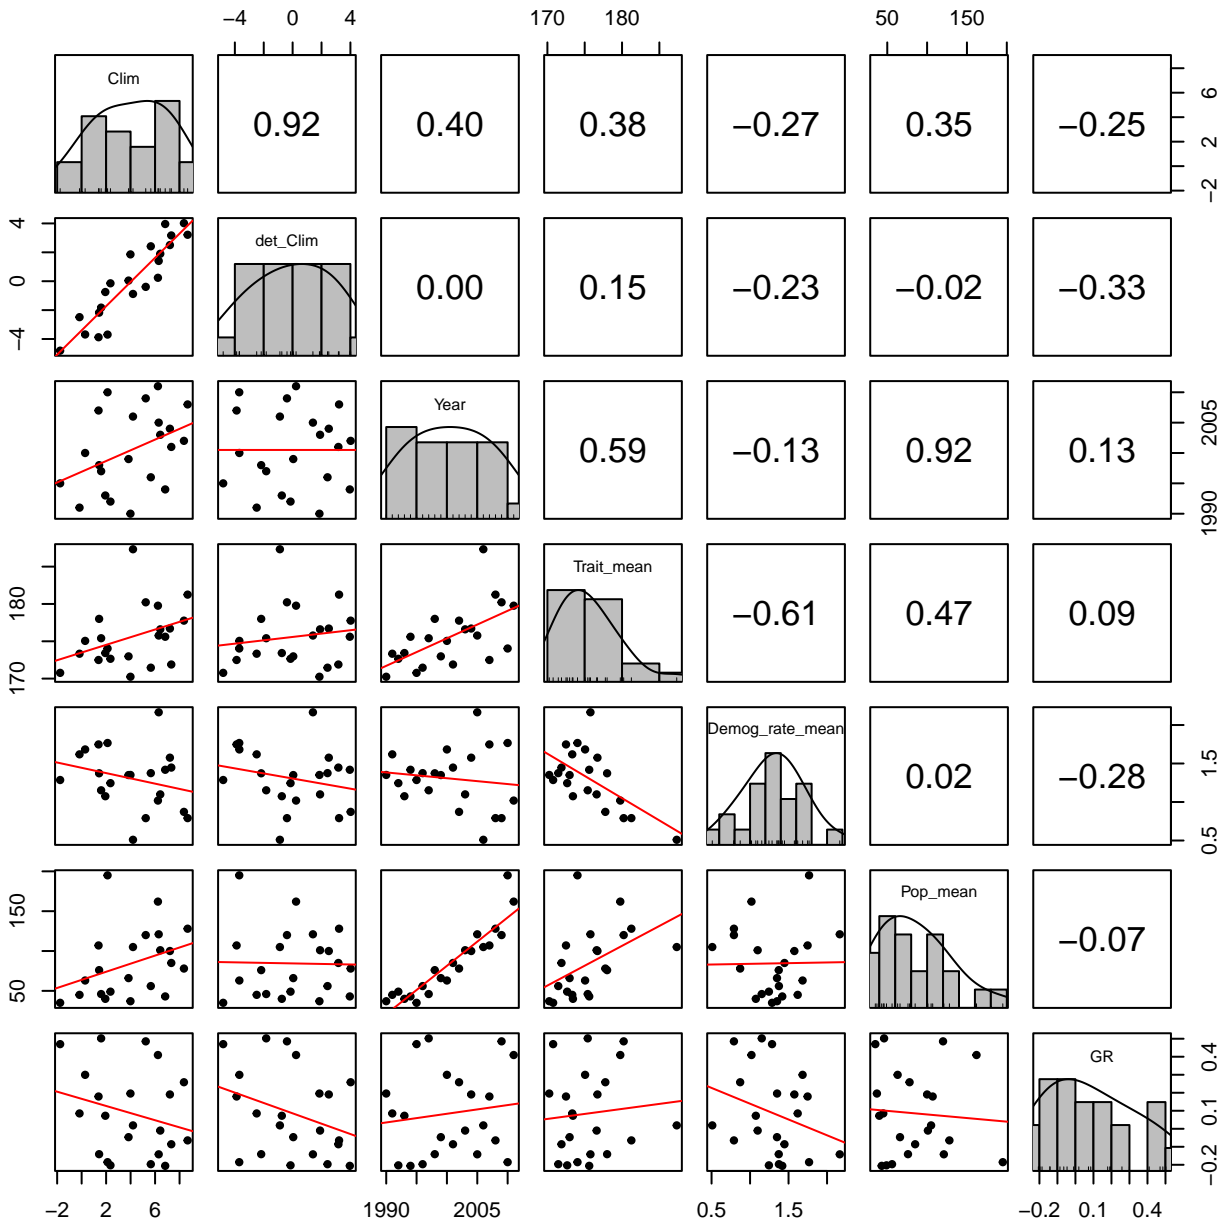 −4 0 4 170 180 50 150
Clim
0.92 0.40 0.38 −0.27 0.35 −0.25
−2 2 6
−4 0 4
det_Clim
0.00 0.15 −0.23 −0.02 −0.33
Year
0.59 −0.13 0.92 0.13
1990 2005
170 180
Trait_mean
−0.61 0.47 0.09
Demog_rate_mean
0.02 −0.28
0.5 1.5
50 150
Pop_mean
−0.07
GR
−0.2 0.1 0.4
−2 2 6 1990 2005 0.5 1.5 −0.2 0.1 0.4